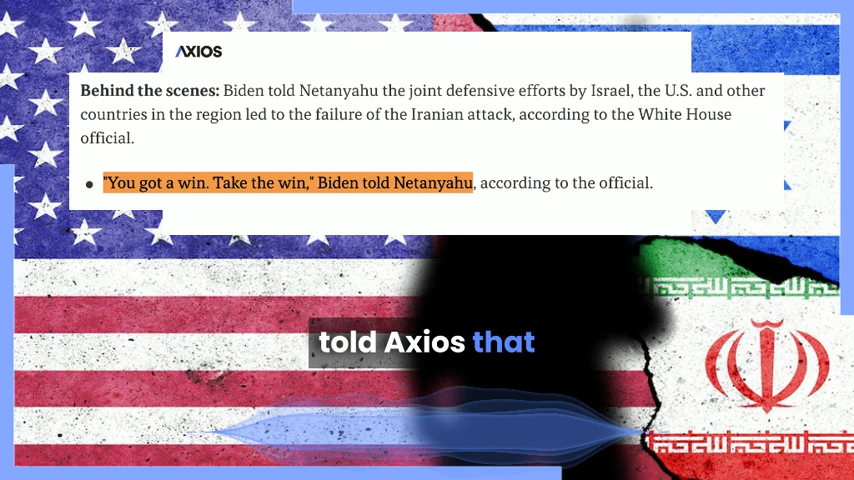 AXIOS
Behind the scenes: Biden told Netanyahu the joint defensive efforts by Israel, the U.S. and other
countries in the region led to the failure of the Iranian attack, according to the White House
official.
● "You got a win. Take the win," Biden told Netanyahu, according to the official.
told Axios that